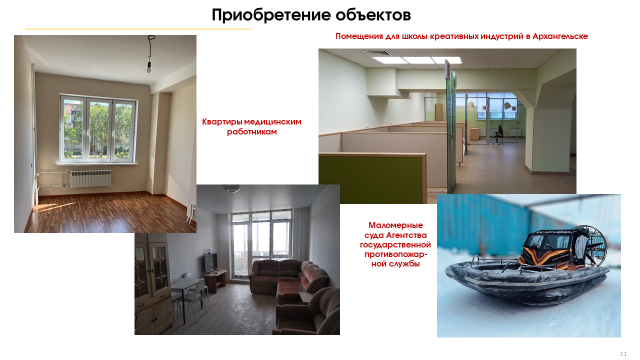 Приобретение объектов
Помещения для школы креативных индустрий в Архангельске
Квартиры медицинским
работникам
Маломерные
суда Агентства
государственной
противопожар-
ной службы
11